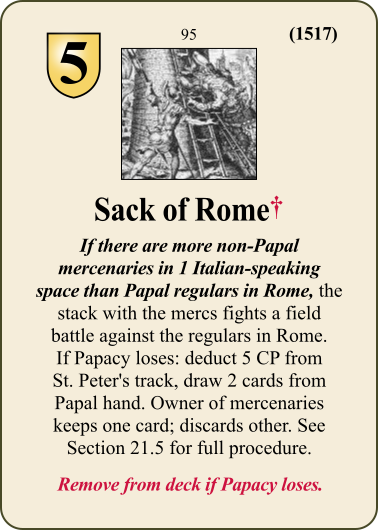 95
(1517)
5
Sack of Rome†
If there are more non-Papal
mercenaries in 1 Italian-speaking
space than Papal regulars in Rome, the
stack with the mercs fights a field
battle against the regulars in Rome.
If Papacy loses: deduct 5 CP from
St. Peter's track, draw 2 cards from
Papal hand. Owner of mercenaries
keeps one card; discards other. See
Section 21.5 for full procedure.
Remove from deck if Papacy loses.